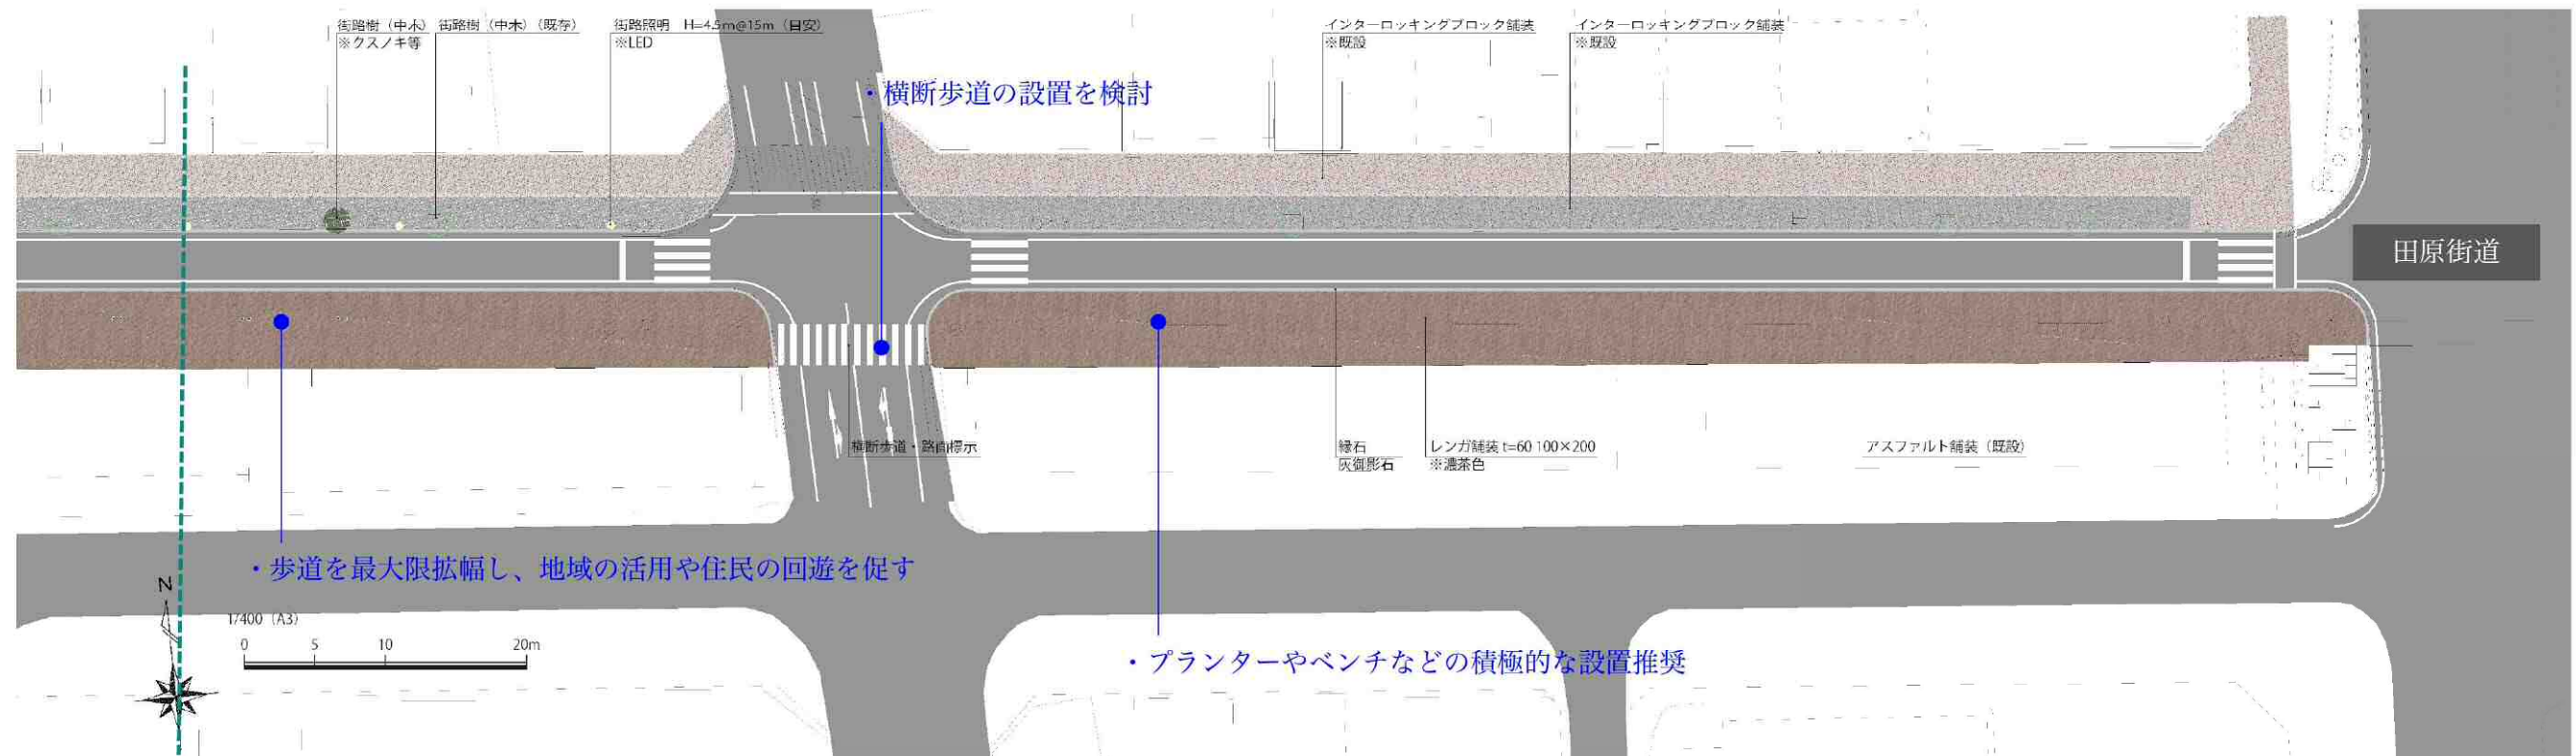 街路樹（中木） 街路樹（中木）（既存） 街路照明　H=4.5m@15m（目安） インターロッキングブロック舗装 インターロッキングブロック舗装
※クスノキ等 ※LED ※既設 ※既設
・横断歩道の設置を検討
田原街道
横断歩道・路面標示 縁石 レンガ舗装 t=60 100×200 アスファルト舗装（既設）
灰御影石 ※濃茶色
・歩道を最大限拡幅し、地域の活用や住民の回遊を促す
N
1/400（A3）
0 5 10 20m
・プランターやベンチなどの積極的な設置推奨